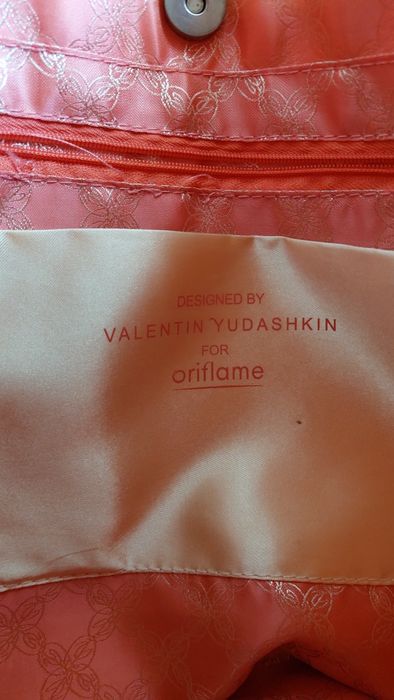 DESIGNED BY
VALENTIN YUDASHKIN
FOR
oriflame